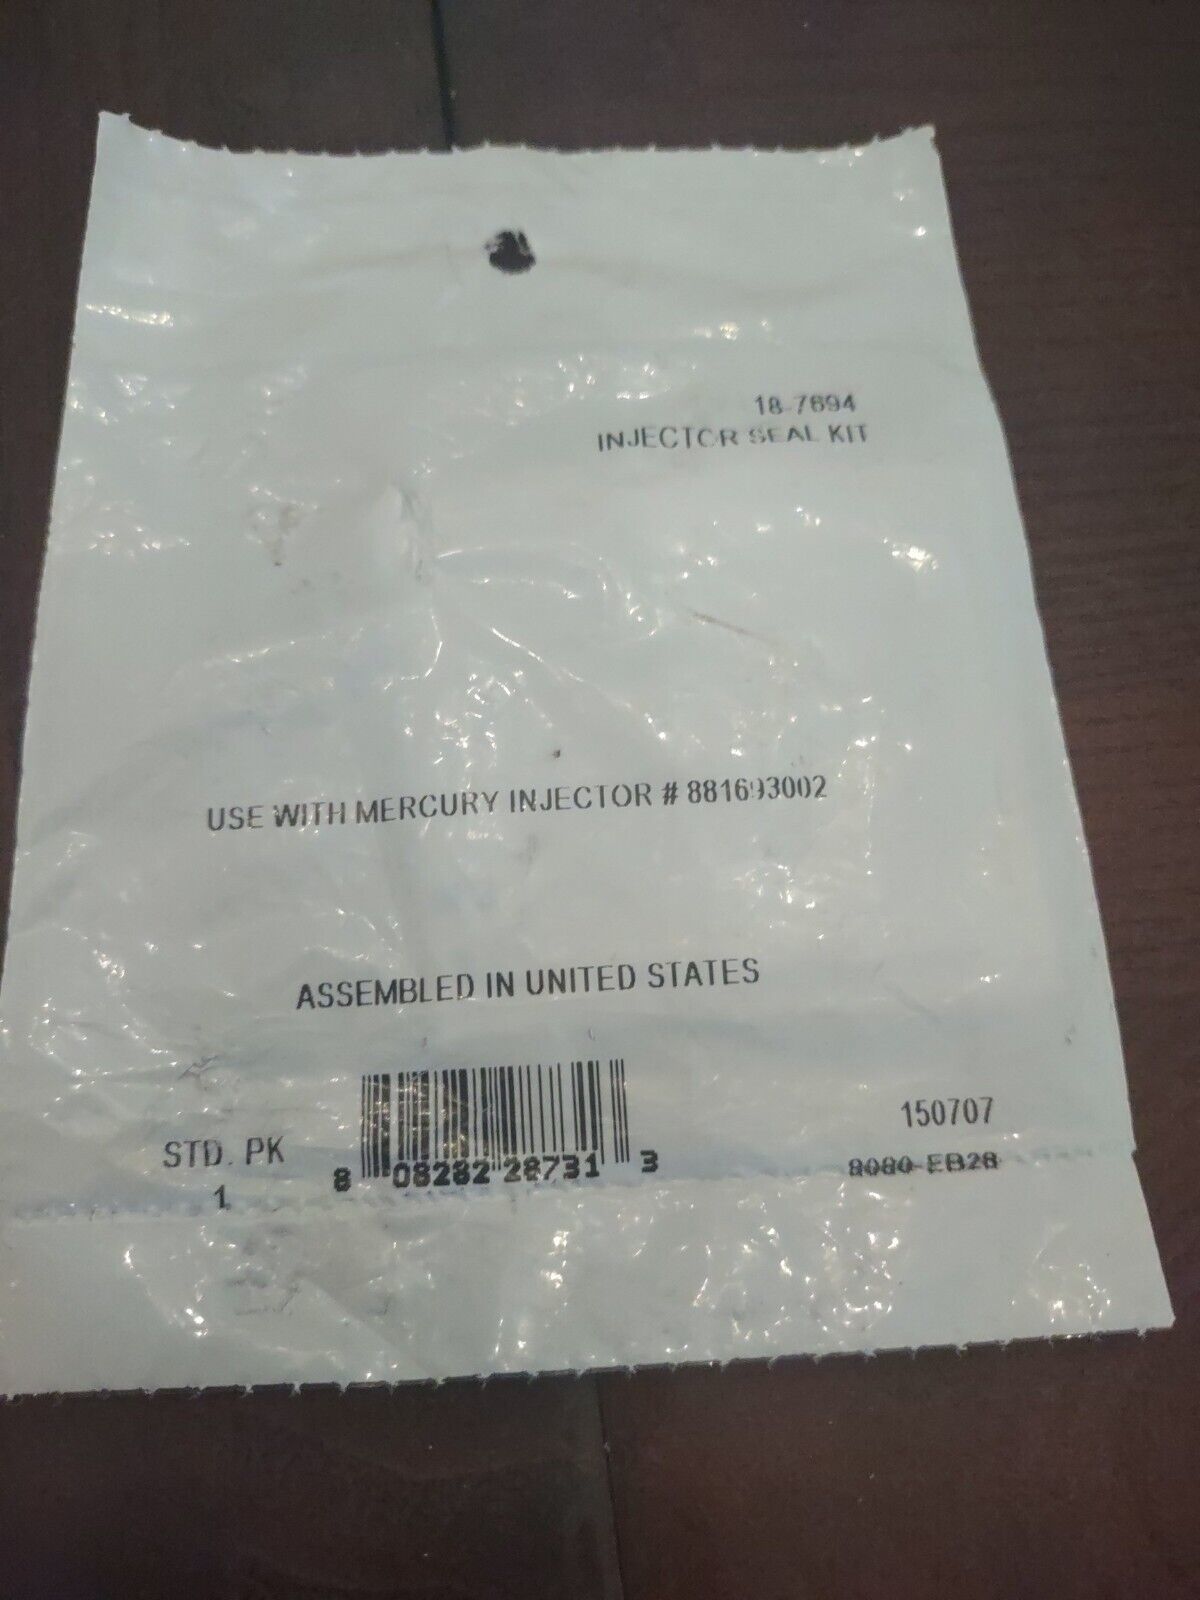 18-7694
INJECTOR SEAL KIT
USE WITH MERCURY INJECTOR # 881693002
ASSEMBLED IN UNITED STATES
STD. PK
1
8 08282 28731 3
150707
8080-EB28